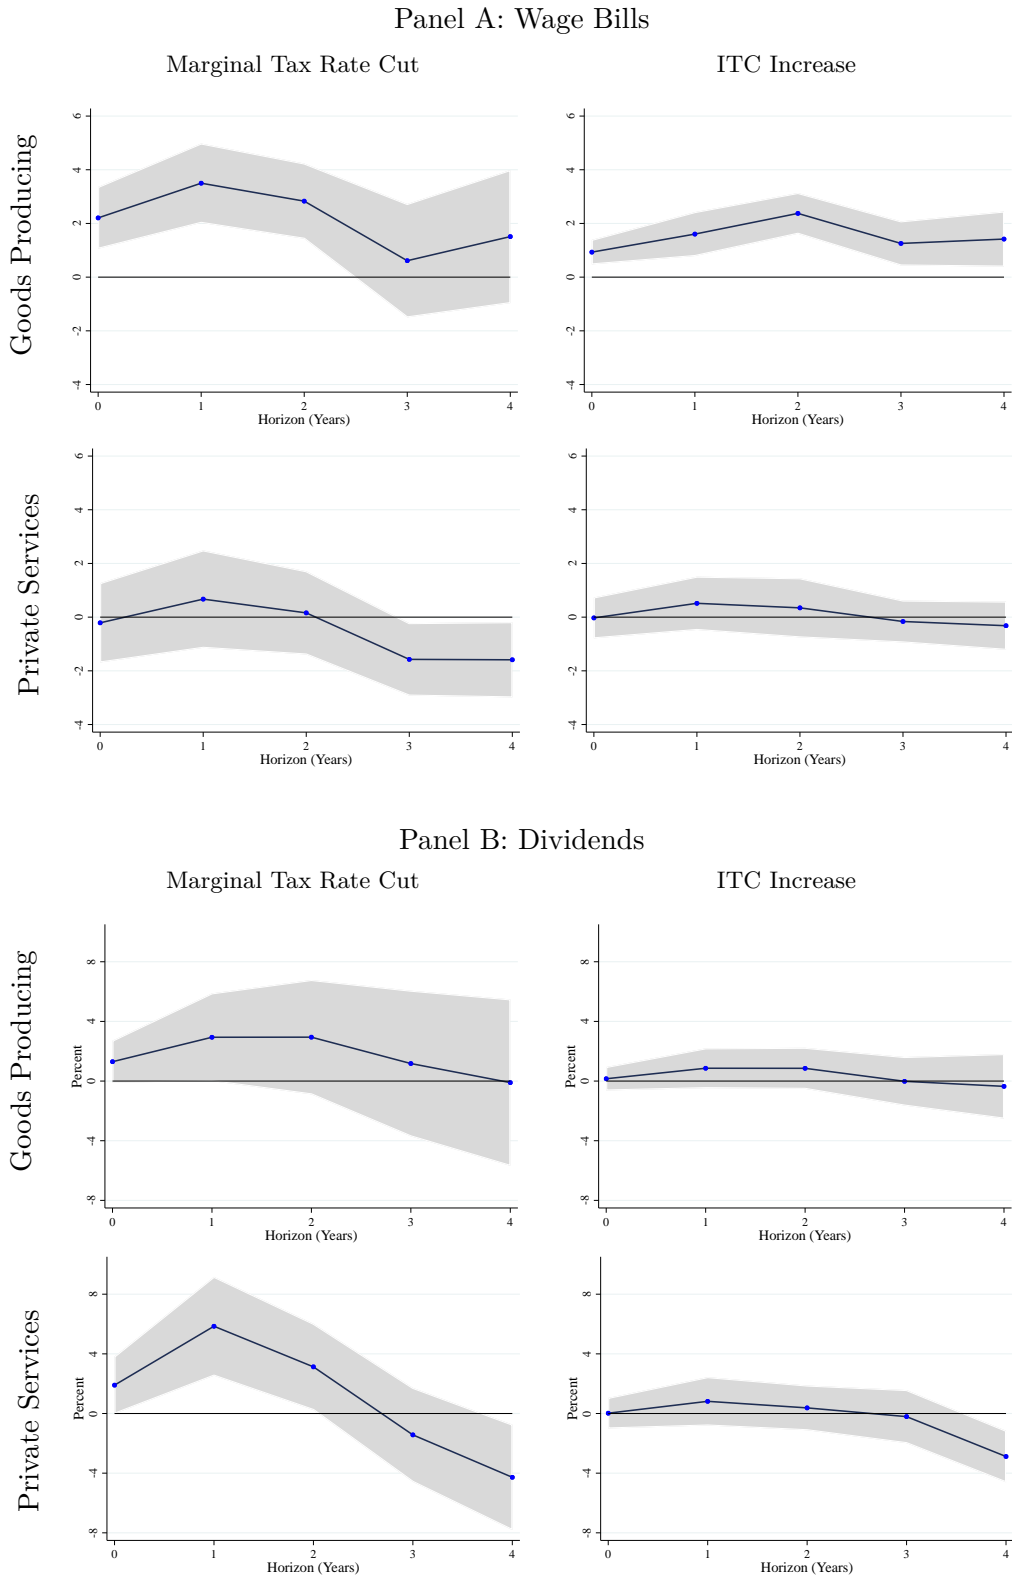 Panel A: Wage Bills
Marginal Tax Rate Cut
ITC Increase
Goods Producing
6
4
2
0
-2
-4
0 1 2 3 4
Horizon (Years)
6
4
2
0
-2
-4
0 1 2 3 4
Horizon (Years)
Private Services
6
4
2
0
-2
-4
0 1 2 3 4
Horizon (Years)
6
4
2
0
-2
-4
0 1 2 3 4
Horizon (Years)
Panel B: Dividends
Marginal Tax Rate Cut
ITC Increase
Goods Producing
Percent
8
4
0
-4
-8
0 1 2 3 4
Horizon (Years)
Percent
8
4
0
-4
-8
0 1 2 3 4
Horizon (Years)
Private Services
Percent
8
4
0
-4
-8
0 1 2 3 4
Horizon (Years)
Percent
8
4
0
-4
-8
0 1 2 3 4
Horizon (Years)